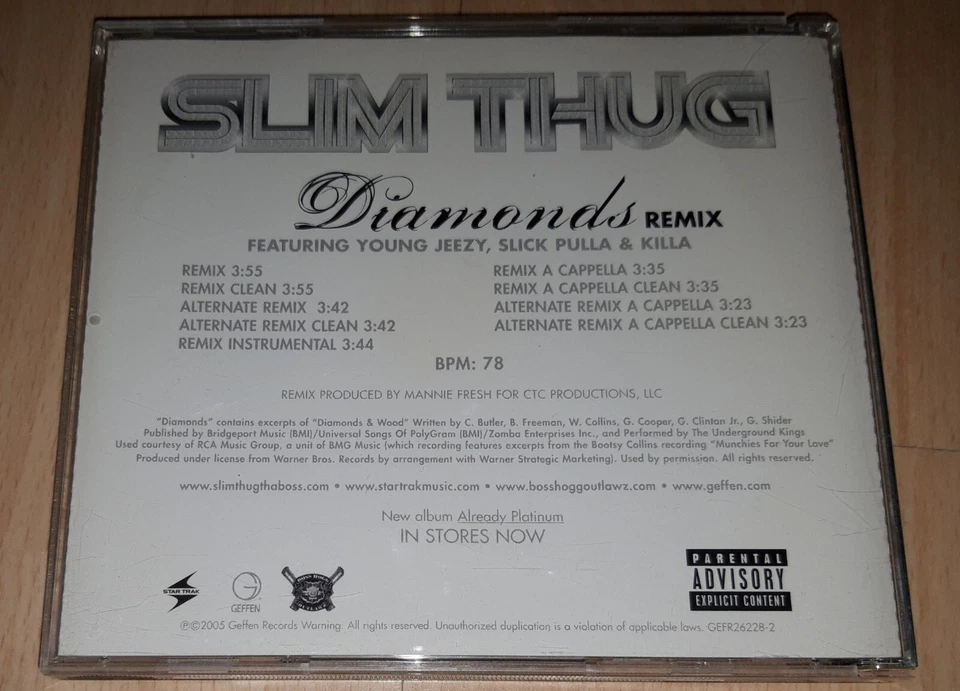 SLIM THUG
Diamonds REMIX
FEATURING YOUNG JEEZY, SLICK PULLA & KILLA
REMIX 3:55
REMIX CLEAN 3:55
ALTERNATE REMIX 3:42
ALTERNATE REMIX CLEAN 3:42
REMIX INSTRUMENTAL 3:44
REMIX A CAPPELLA 3:35
REMIX A CAPPELLA CLEAN 3:35
ALTERNATE REMIX A CAPPELLA 3:23
ALTERNATE REMIX A CAPPELLA CLEAN 3:23
BPM: 78
REMIX PRODUCED BY MANNIE FRESH FOR CTC PRODUCTIONS, LLC
"Diamonds" contains excerpts of "Diamonds & Wood" Written by C. Butler, B. Freeman, W. Collins, G. Cooper, G. Clintan Jr., G. Shider
Published by Bridgeport Music (BMI)/Universal Songs Of PolyGram (BMI)/Zomba Enterprises Inc., and Performed by The Underground Kings
Used courtesy of RCA Music Group, a unit of BMG Music (which recording features excerpts from the Bootsy Collins recording "Munchies For Your Love"
Produced under license from Warner Bros. Records by arrangement with Warner Strategic Marketing). Used by permission. All rights reserved.
www.slimthugthaboss.com • www.startrakmusic.com • www.bosshoggoutlawz.com • www.geffen.com
New album Already Platinum
IN STORES NOW
STAR TRAK
GEFFEN
PARENTAL
ADVISORY
EXPLICIT CONTENT
℗©2005 Geffen Records Warning: All rights reserved. Unauthorized duplication is a violation of applicable laws. GEFR26228-2